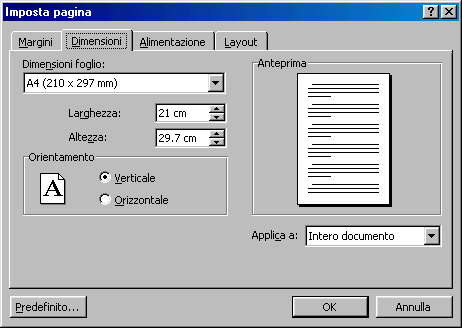 Imposta pagina
Margini Dimensioni Alimentazione Layout
Dimensioni foglio:
A4 (210 x 297 mm)
Larghezza: 21 cm
Altezza: 29.7 cm
Orientamento
A
Verticale
Orizzontale
Anteprima
Applica a: Intero documento
Predefinito... OK Annulla